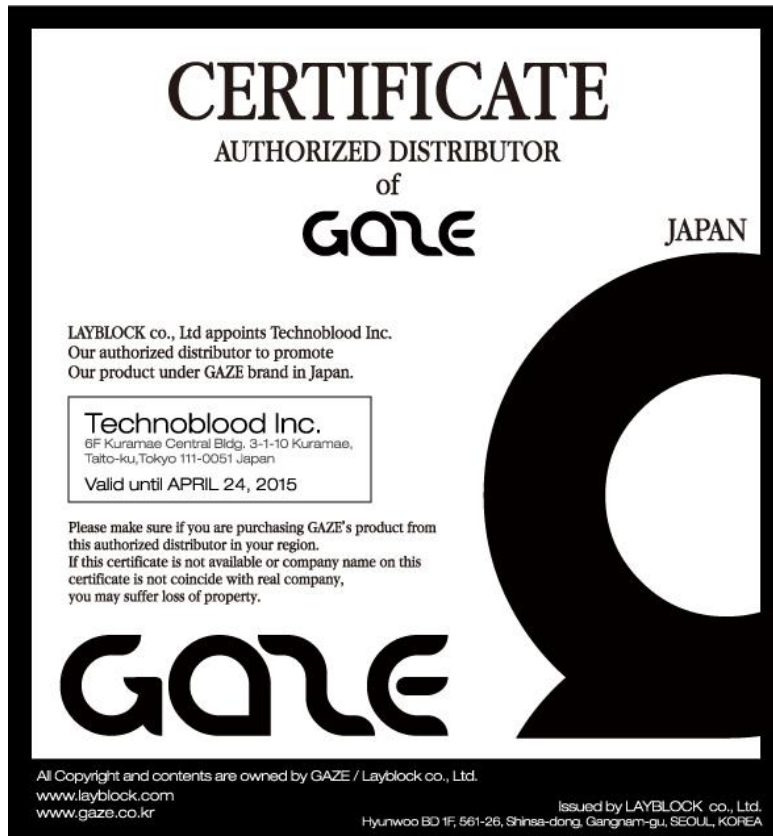 CERTIFICATE
AUTHORIZED DISTRIBUTOR
of
GAZE
JAPAN
LAYBLOCK co., Ltd appoints Technoblood Inc.
Our authorized distributor to promote
Our product under GAZE brand in Japan.
Technoblood Inc.
6F Kuramae Central Bldg. 3-1-10 Kuramae,
Taito-ku,Tokyo 111-0051 Japan
Valid until APRIL 24, 2015
Please make sure if you are purchasing GAZE's product from
this authorized distributor in your region.
If this certificate is not available or company name on this
certificate is not coincide with real company,
you may suffer loss of property.
GAZE
All Copyright and contents are owned by GAZE / Layblock co., Ltd.
www.layblock.com
www.gaze.co.kr
Issued by LAYBLOCK co., Ltd.
Hyunwoo BD 1F, 561-26, Shinsa-dong, Gangnam-gu, SEOUL, KOREA